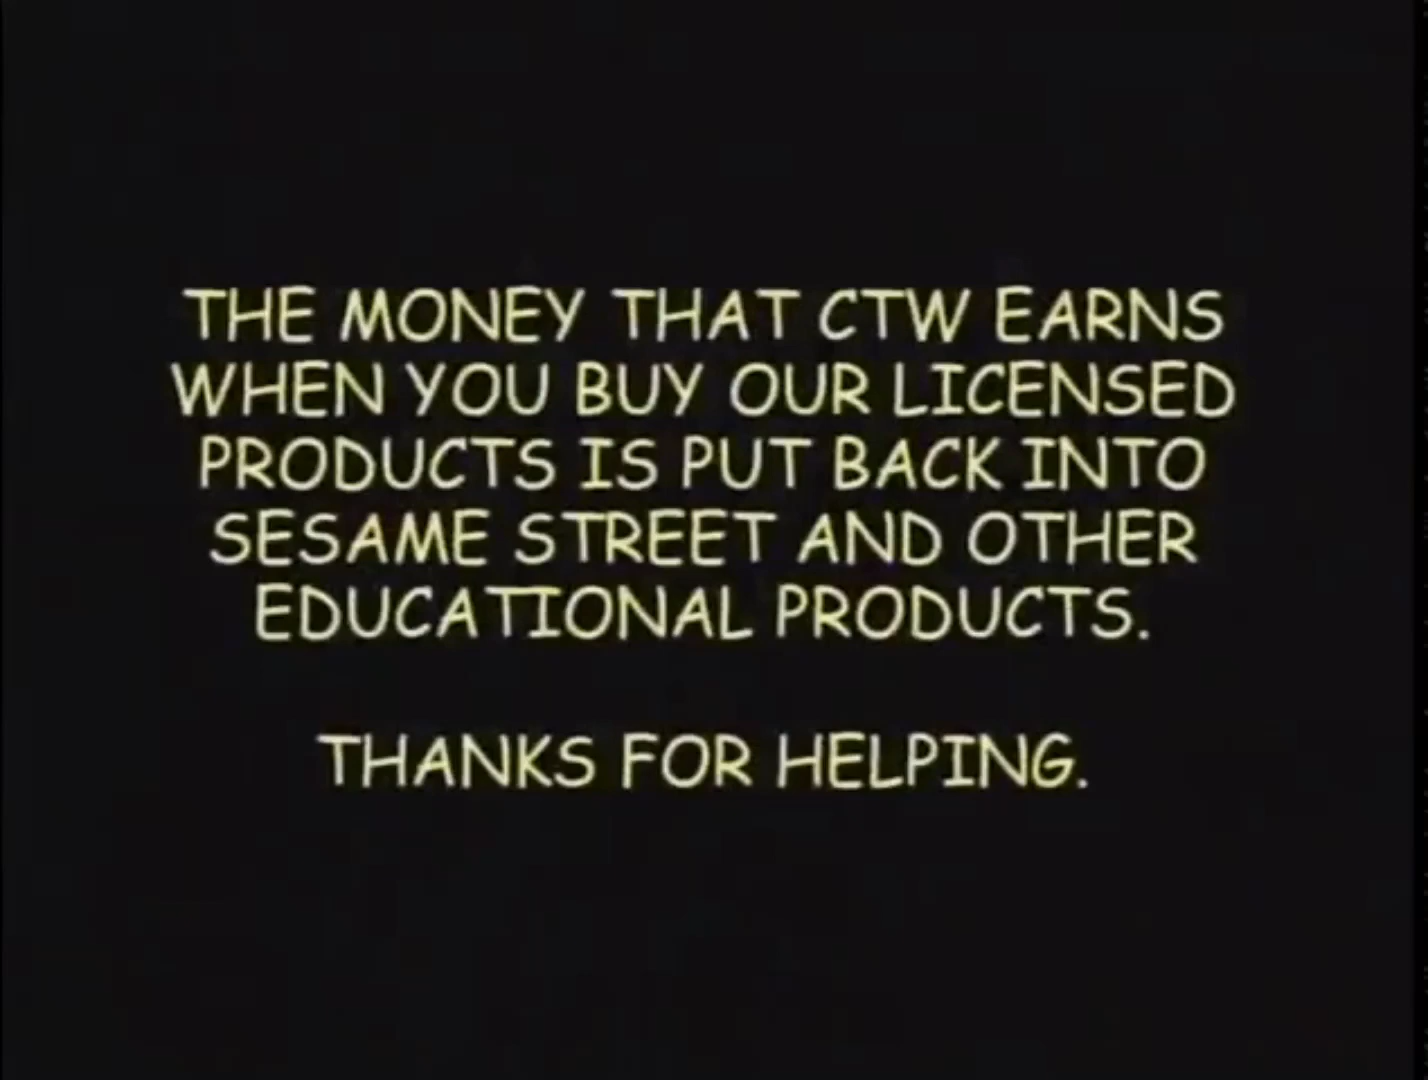 THE MONEY THAT CTW EARNS
WHEN YOU BUY OUR LICENSED
PRODUCTS IS PUT BACK INTO
SESAME STREET AND OTHER
EDUCATIONAL PRODUCTS.
THANKS FOR HELPING.